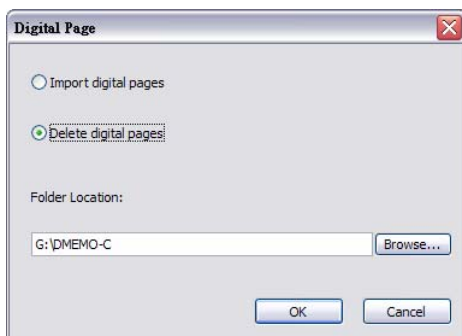 Digital Page
Import digital pages
Delete digital pages
Folder Location:
G:\DMEMO-C
Browse...
OK
Cancel